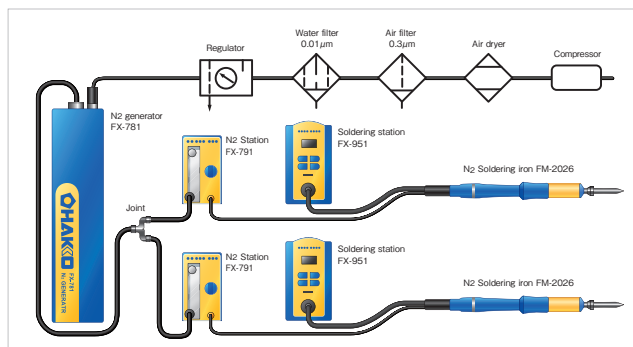 Water filter
0.01μm
Air filter
0.3μm
Regulator
Air dryer
Compressor
N2 generator
FX-781
N2 Station
FX-791
Soldering station
FX-951
N2 Soldering iron FM-2026
Joint
HAKKO
FX-781
N2 GENERATR
N2 Station
FX-791
Soldering station
FX-951
N2 Soldering iron FM-2026